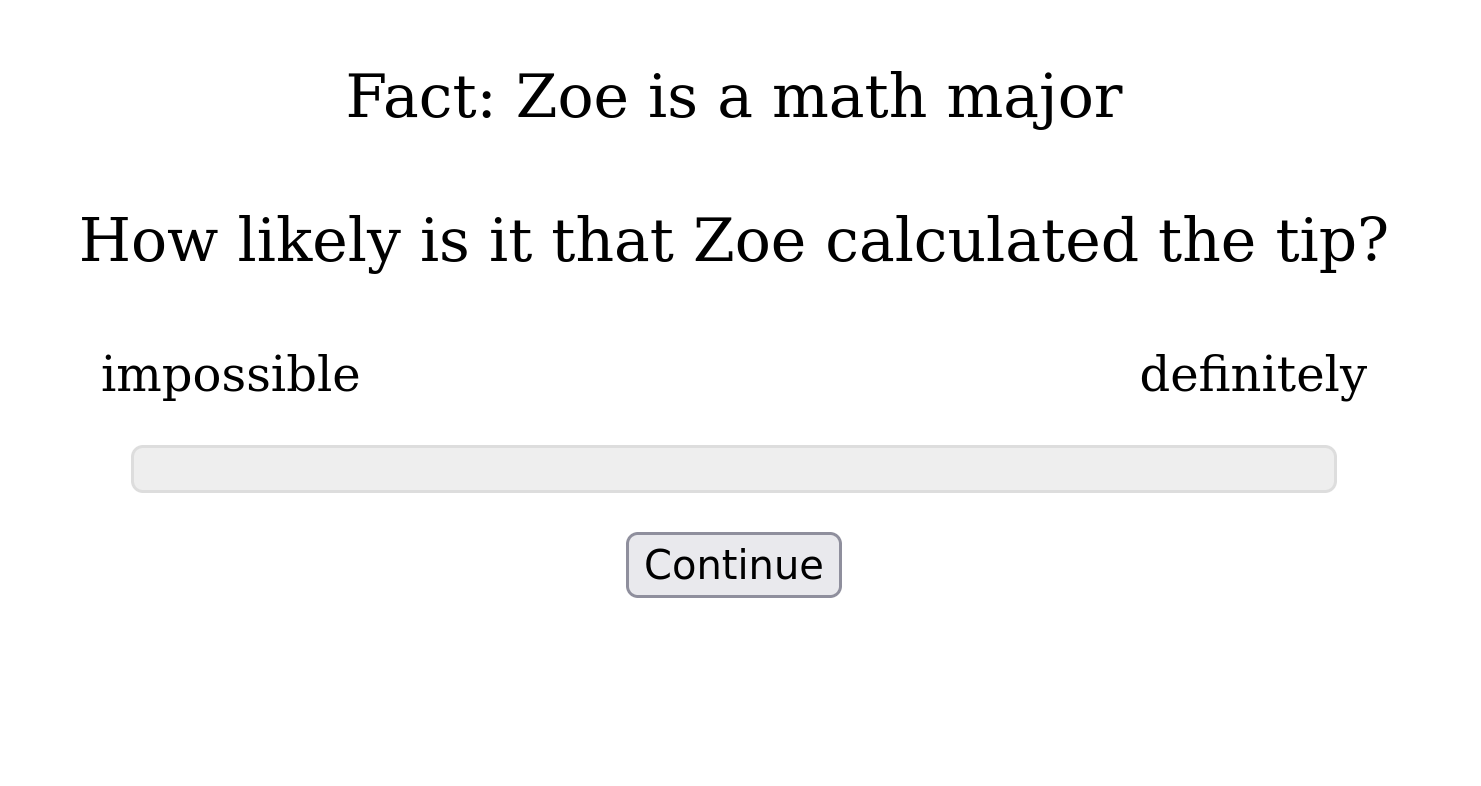 Fact: Zoe is a math major
How likely is it that Zoe calculated the tip?
impossible definitely
Continue